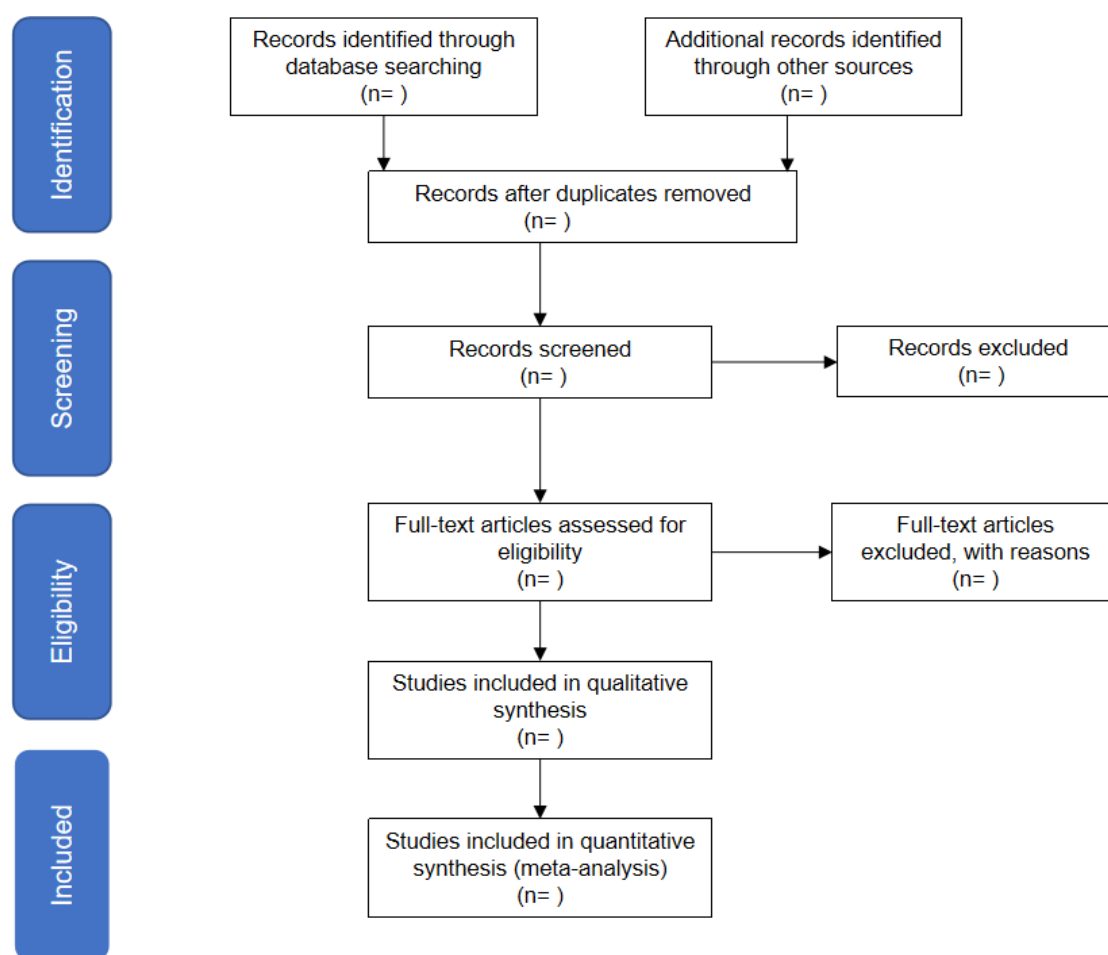 Identification
Records identified through
database searching
(n= )
Additional records identified
through other sources
(n= )
Records after duplicates removed
(n= )
Screening
Records screened
(n= )
Records excluded
(n= )
Eligibility
Full-text articles assessed for
eligibility
(n= )
Full-text articles
excluded, with reasons
(n= )
Studies included in qualitative
synthesis
(n= )
Included
Studies included in quantitative
synthesis (meta-analysis)
(n= )